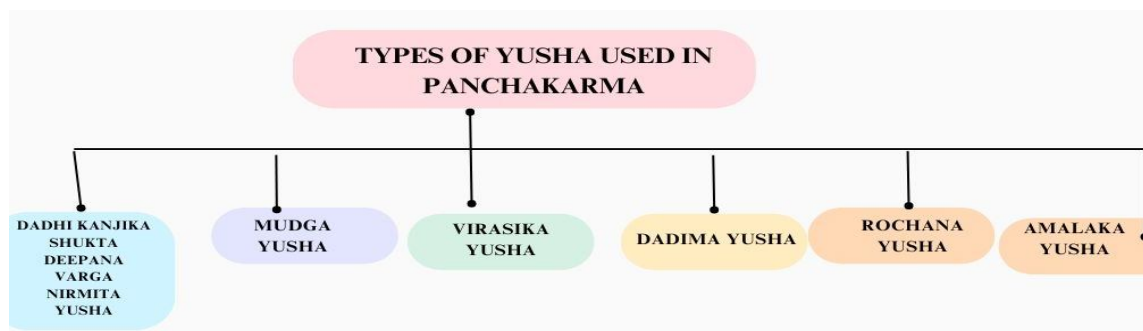 TYPES OF YUSHA USED IN
PANCHAKARMA
DADHI KANJIKA
SHUKTA
DEEPANA
VARGA
NIRMITA
YUSHA
MUDGA
YUSHA
VIRASIKA
YUSHA
DADIMA YUSHA
ROCHANA
YUSHA
AMALAKA
YUSHA